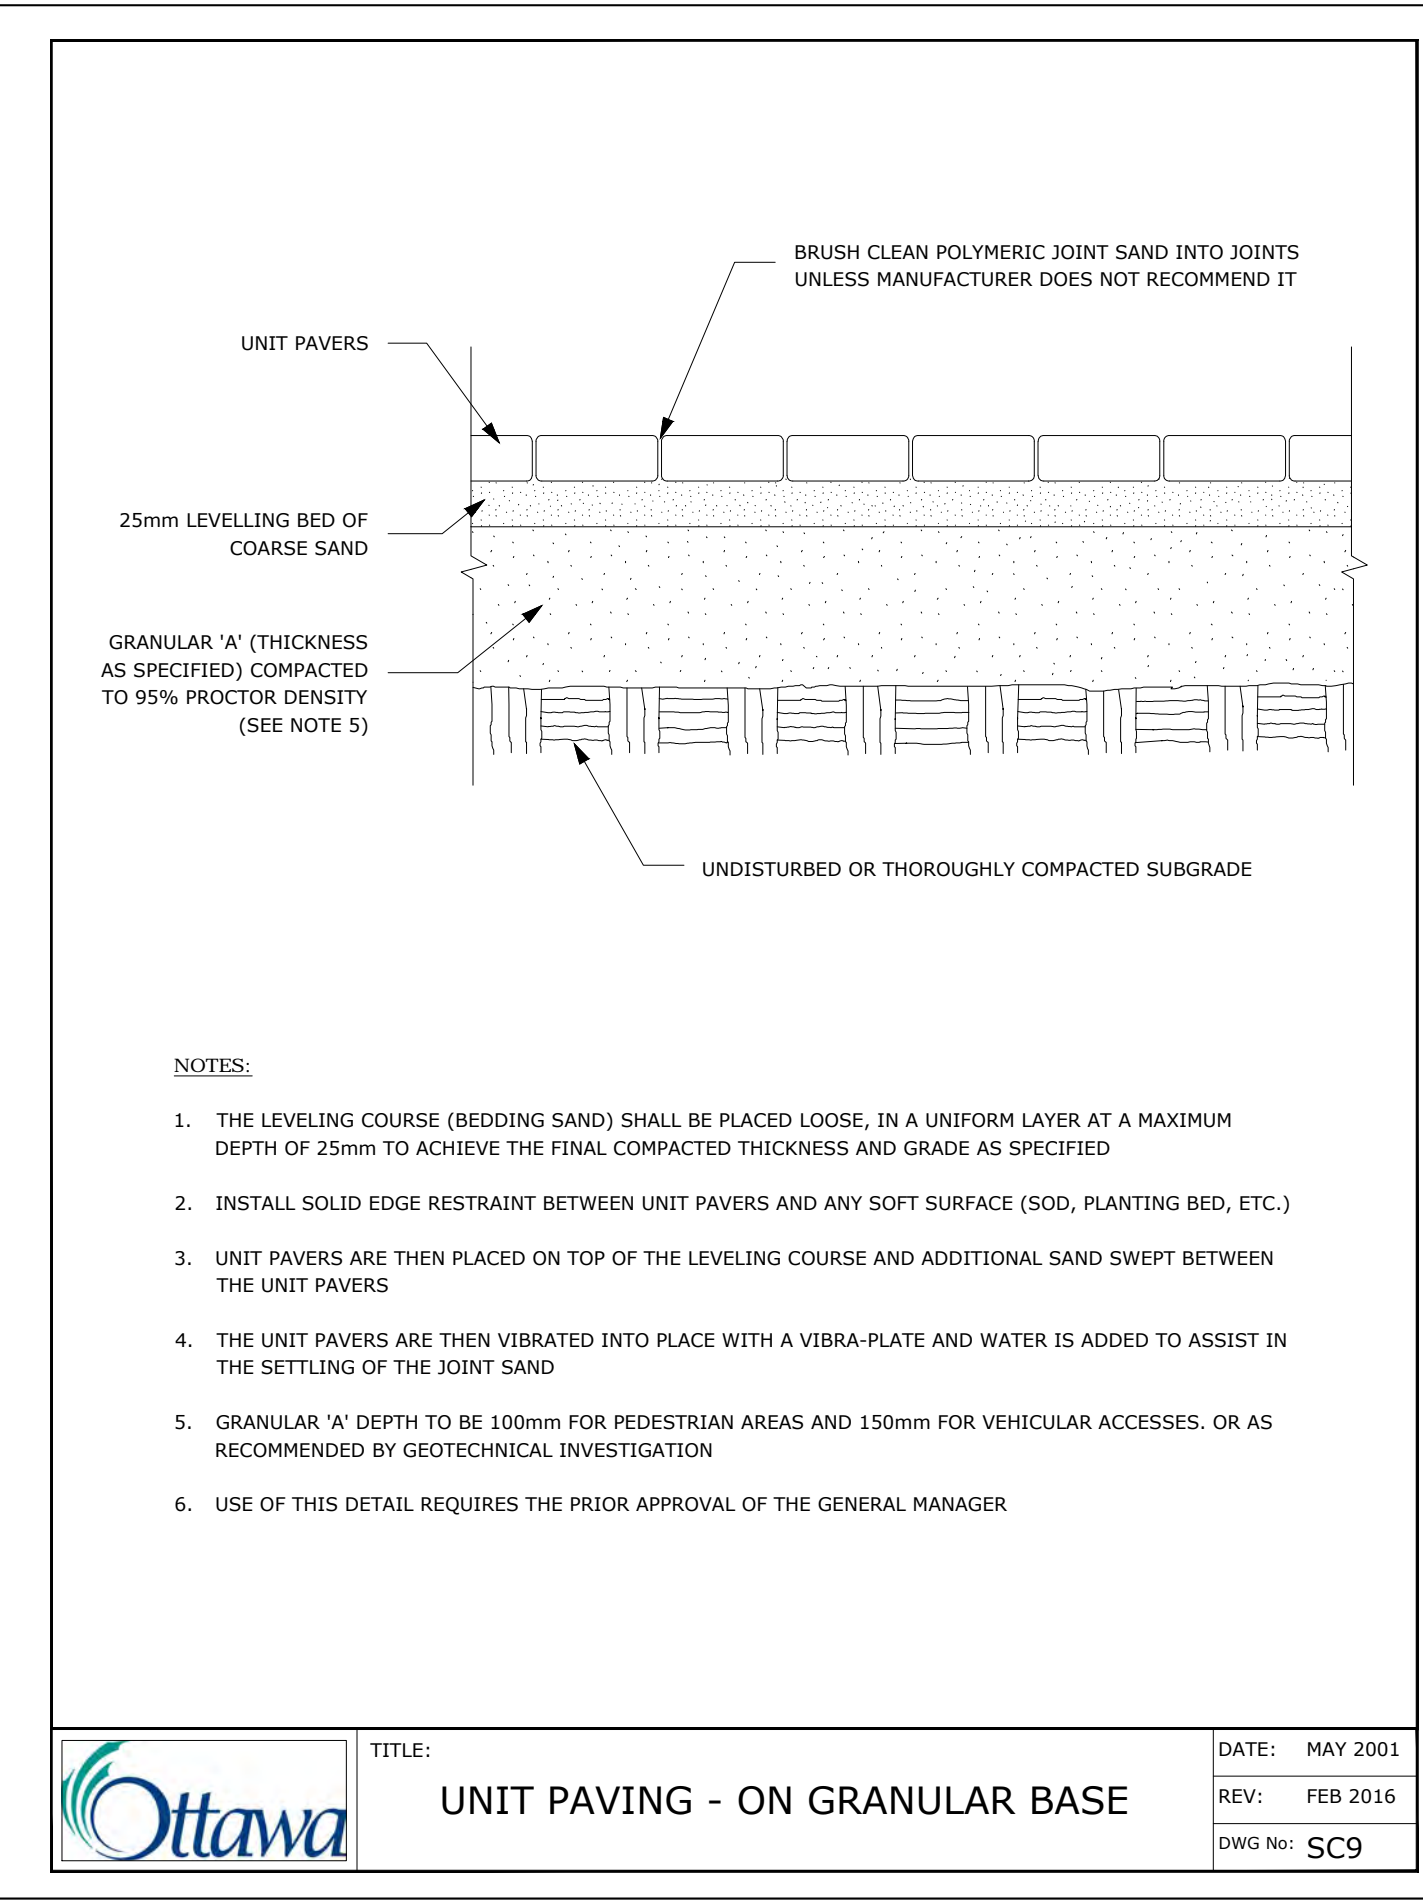 BRUSH CLEAN POLYMERIC JOINT SAND INTO JOINTS
UNLESS MANUFACTURER DOES NOT RECOMMEND IT
UNIT PAVERS
25mm LEVELLING BED OF
COARSE SAND
GRANULAR 'A' (THICKNESS
AS SPECIFIED) COMPACTED
TO 95% PROCTOR DENSITY
(SEE NOTE 5)
UNDISTURBED OR THOROUGHLY COMPACTED SUBGRADE
NOTES:
1. THE LEVELING COURSE (BEDDING SAND) SHALL BE PLACED LOOSE, IN A UNIFORM LAYER AT A MAXIMUM
DEPTH OF 25mm TO ACHIEVE THE FINAL COMPACTED THICKNESS AND GRADE AS SPECIFIED
2. INSTALL SOLID EDGE RESTRAINT BETWEEN UNIT PAVERS AND ANY SOFT SURFACE (SOD, PLANTING BED, ETC.)
3. UNIT PAVERS ARE THEN PLACED ON TOP OF THE LEVELING COURSE AND ADDITIONAL SAND SWEPT BETWEEN
THE UNIT PAVERS
4. THE UNIT PAVERS ARE THEN VIBRATED INTO PLACE WITH A VIBRA-PLATE AND WATER IS ADDED TO ASSIST IN
THE SETTLING OF THE JOINT SAND
5. GRANULAR 'A' DEPTH TO BE 100mm FOR PEDESTRIAN AREAS AND 150mm FOR VEHICULAR ACCESSES. OR AS
RECOMMENDED BY GEOTECHNICAL INVESTIGATION
6. USE OF THIS DETAIL REQUIRES THE PRIOR APPROVAL OF THE GENERAL MANAGER
Ottawa
TITLE:
UNIT PAVING - ON GRANULAR BASE
DATE: MAY 2001
REV: FEB 2016
DWG No: SC9